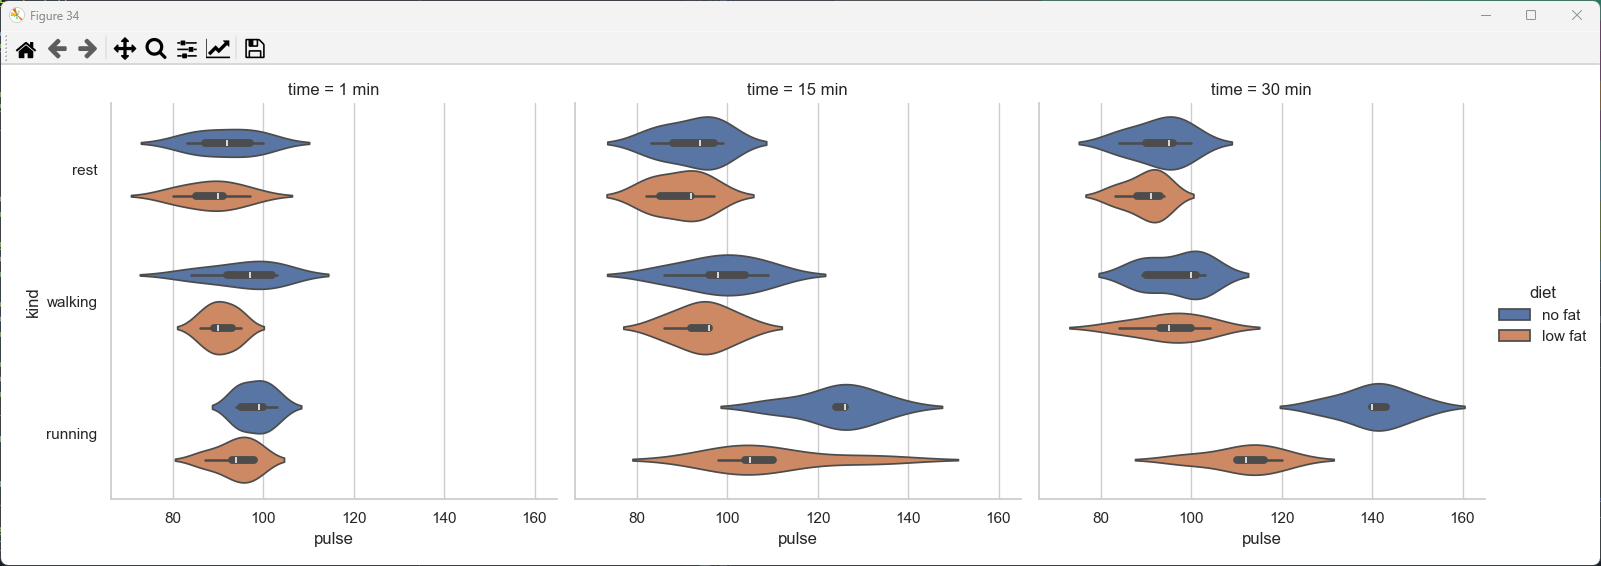 Figure 34
time = 1 min
time = 15 min
time = 30 min
kind
rest
walking
running
80 100 120 140 160
80 100 120 140 160
80 100 120 140 160
pulse
pulse
pulse
diet
no fat
low fat